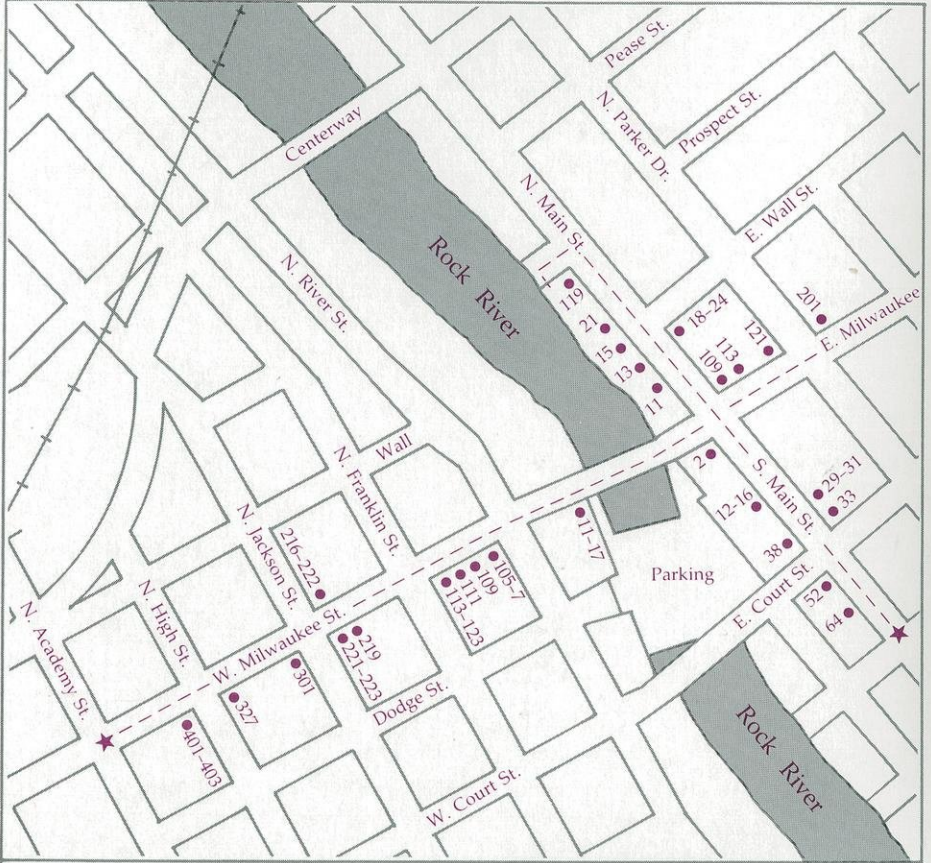 Pease St.
Centerway
N. Parker Dr.
Prospect St.
N. Main St.
E. Wall St.
Rock River
N. River St.
119
21
15
13
11
18–24
121
113
109
201
E. Milwaukee
Wall
N. Franklin St.
2
S. Main St.
29–31
33
12–16
38
N. Jackson St.
216–222
11–17
105–7
109
111
113–123
Parking
E. Court St.
52
64
N. Academy St.
N. High St.
W. Milwaukee St.
219
221–223
301
327
401–403
Dodge St.
W. Court St.
Rock River